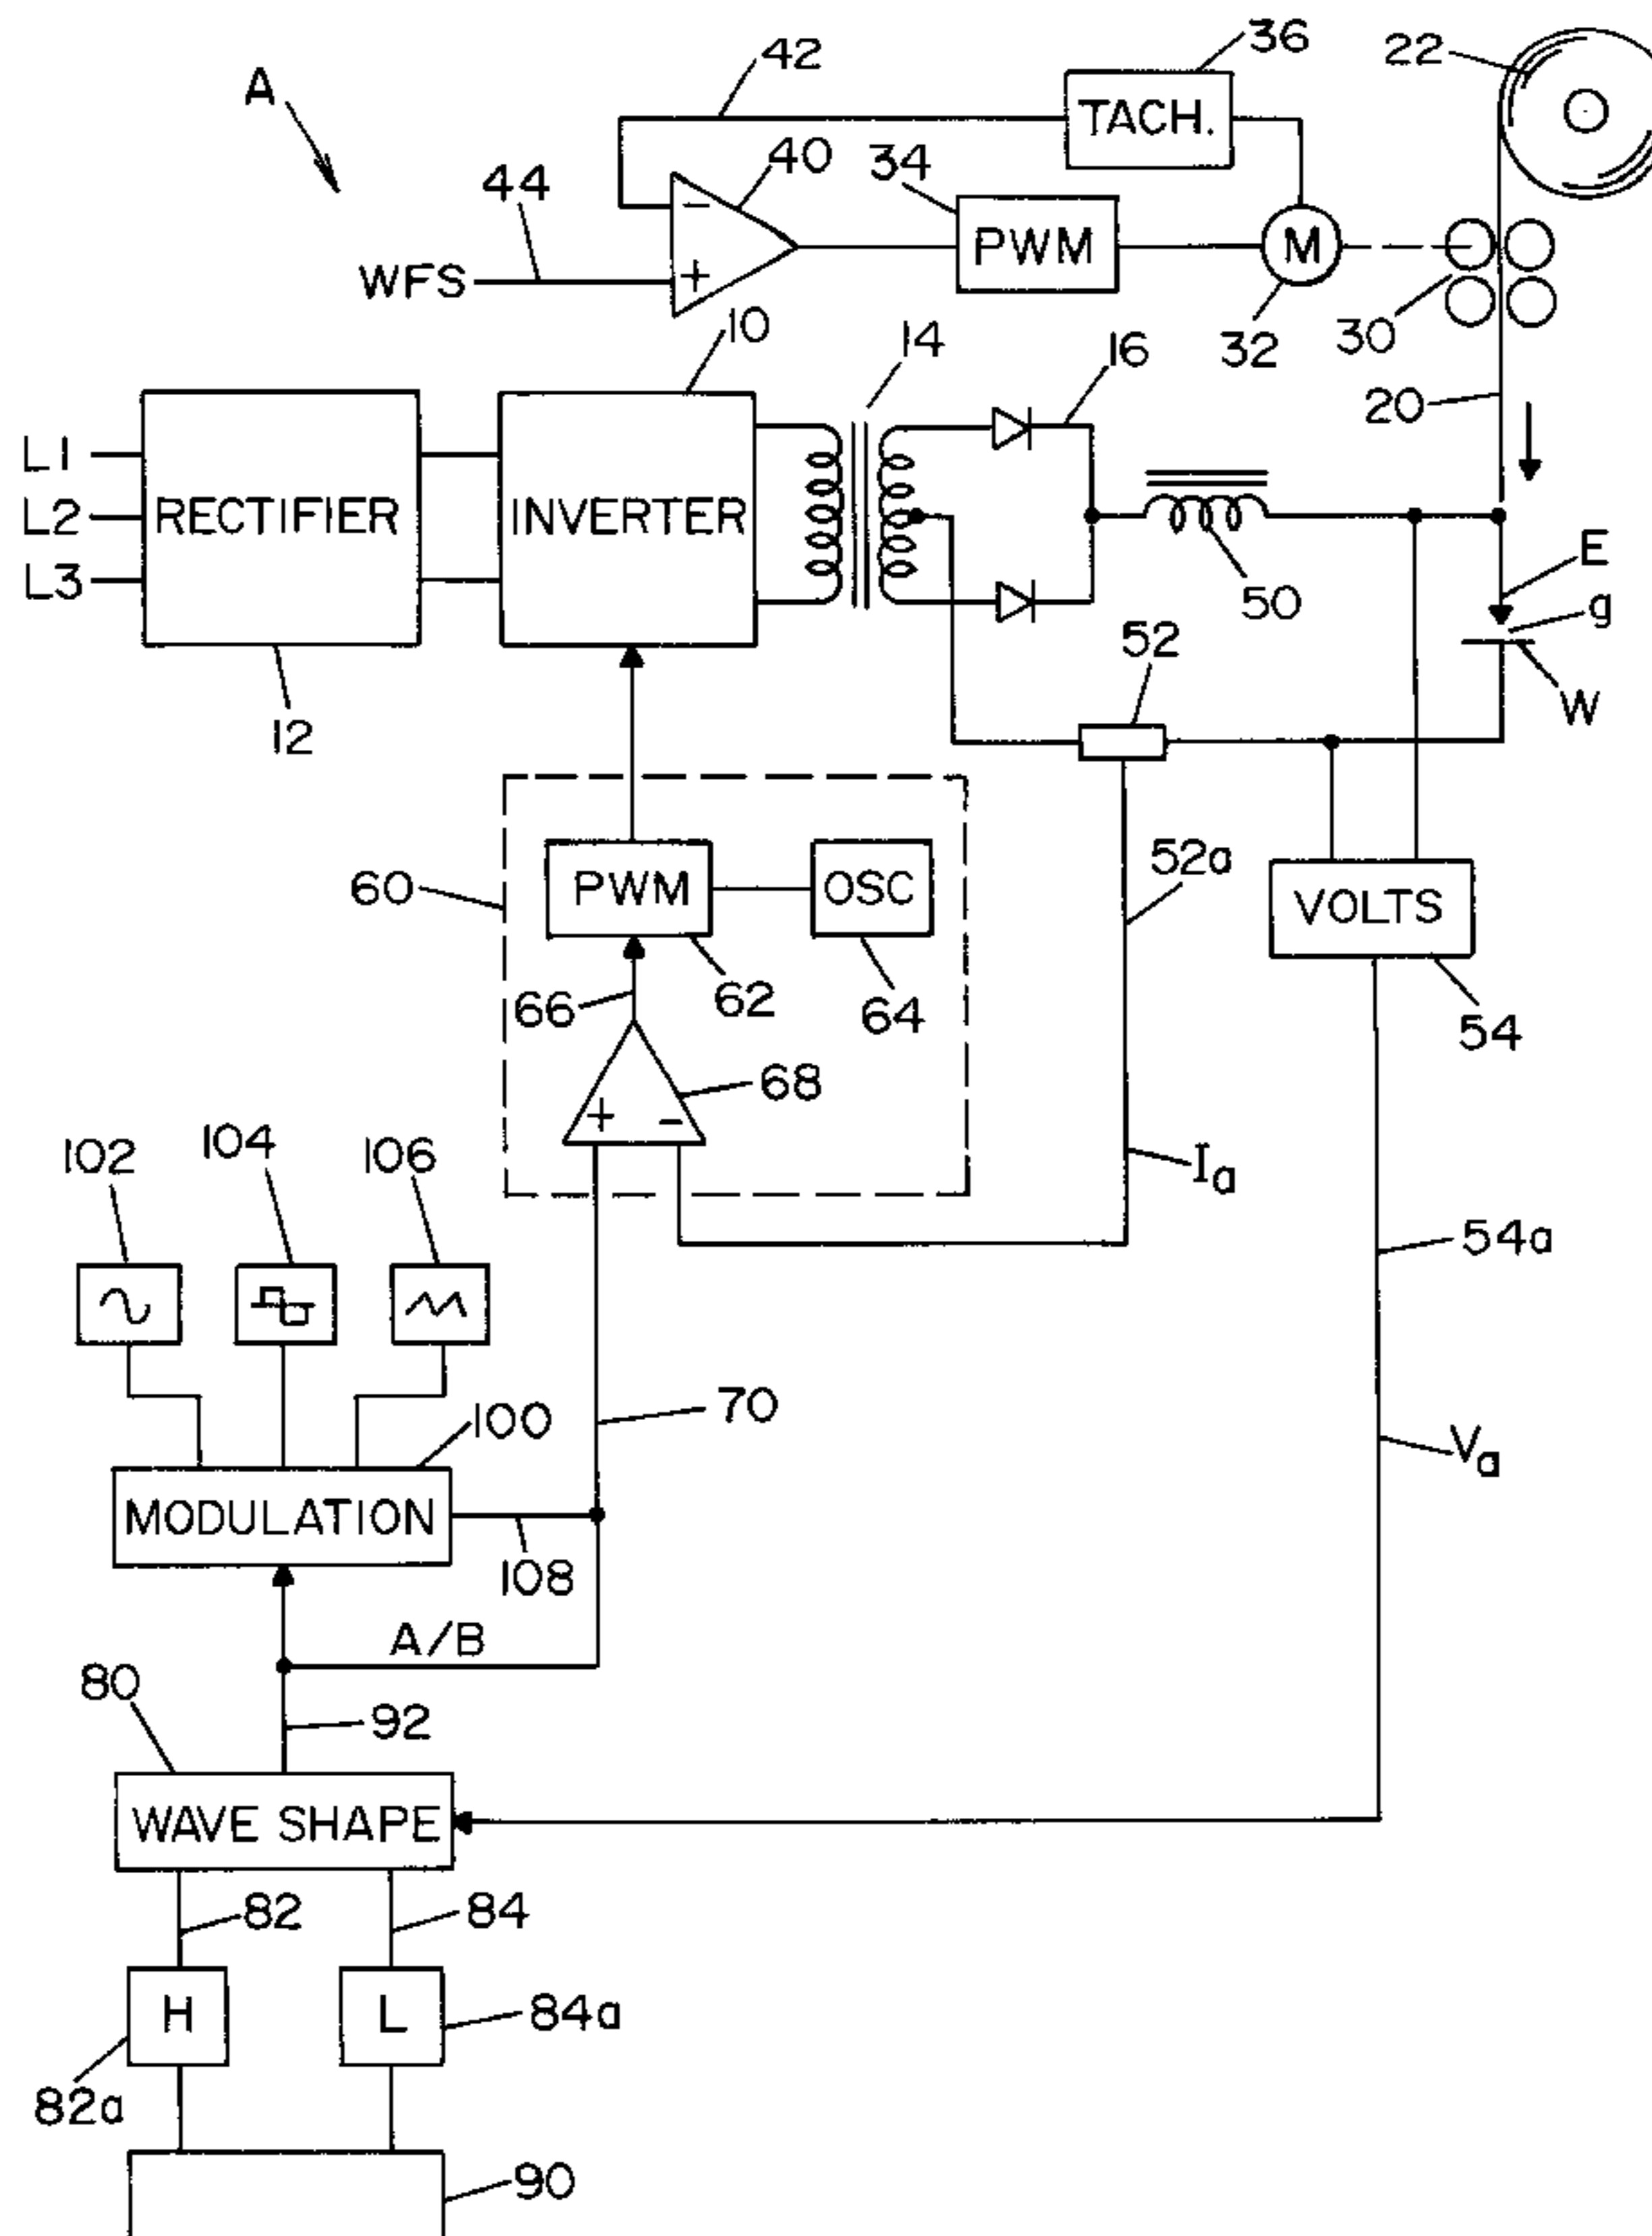 A
42
36
22
TACH.
44
40
34
−
+
WFS
PWM
M
32
30
10
14
16
20
L1
L2
L3
RECTIFIER
INVERTER
12
50
E
g
W
52
60
PWM
OSC
52a
VOLTS
66
62
64
54
68
+
-
Ia
102
104
106
54a
70
100
Va
MODULATION
108
A/B
80
92
WAVE SHAPE
82
84
H
L
84a
82a
90